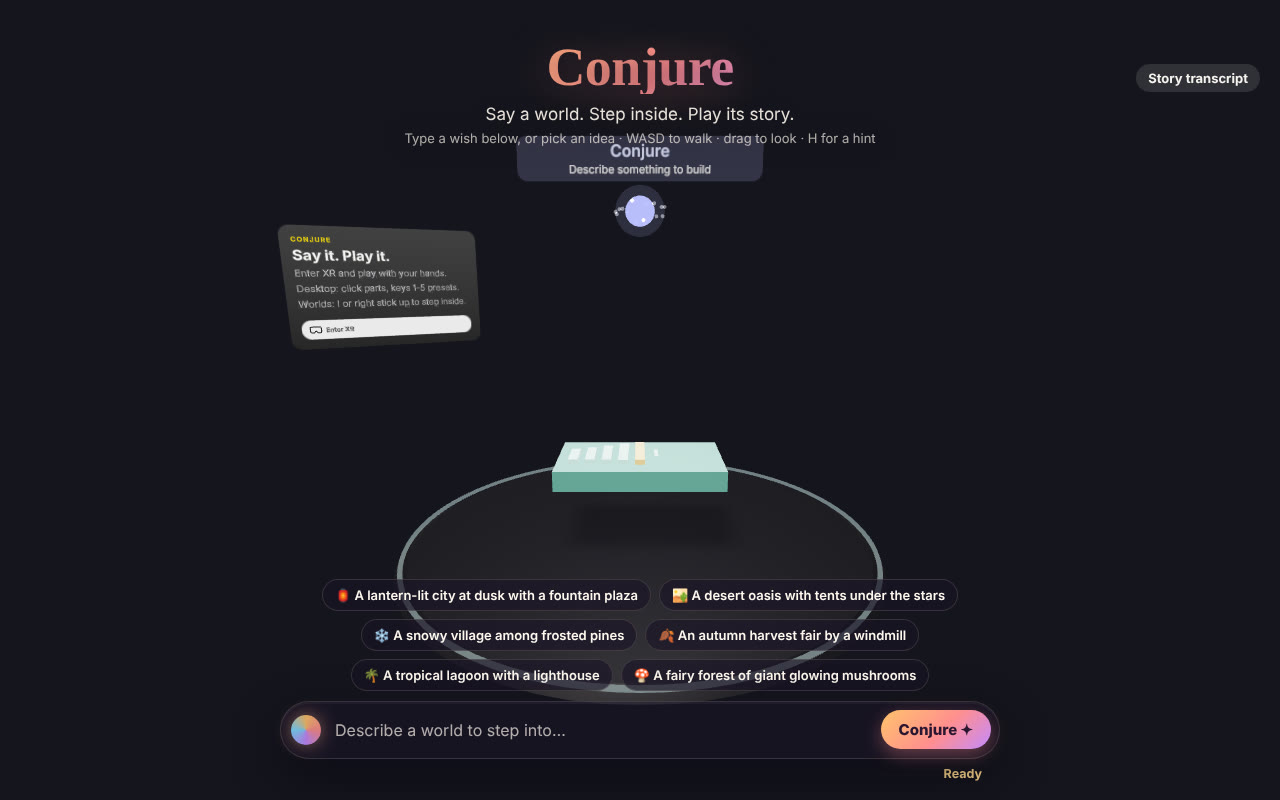 Conjure
Story transcript
Say a world. Step inside. Play its story.
Type a wish below, or pick an idea · WASD to walk · drag to look · H for a hint
Conjure
Describe something to build
CONJURE
Say it. Play it.
Enter XR and play with your hands.
Desktop: click parts, keys 1-5 presets.
Worlds: 1 or right stick up to step inside.
Enter XR
A lantern-lit city at dusk with a fountain plaza
A desert oasis with tents under the stars
A snowy village among frosted pines
An autumn harvest fair by a windmill
A tropical lagoon with a lighthouse
A fairy forest of giant glowing mushrooms
Describe a world to step into...
Conjure
Ready